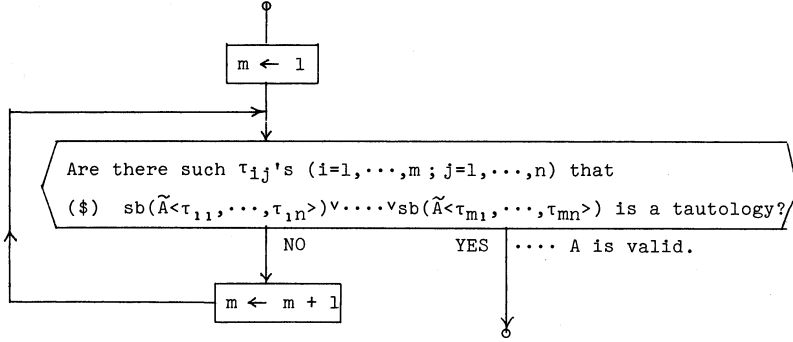 m ← 1
Are there such τij's (i=1,···,m ; j=1,···,n) that
($) sb(Ã<τ11,···,τ1n>)∨····∨sb(Ã<τm1,···,τmn>) is a tautology?
NO YES ···· A is valid.
m ← m + 1